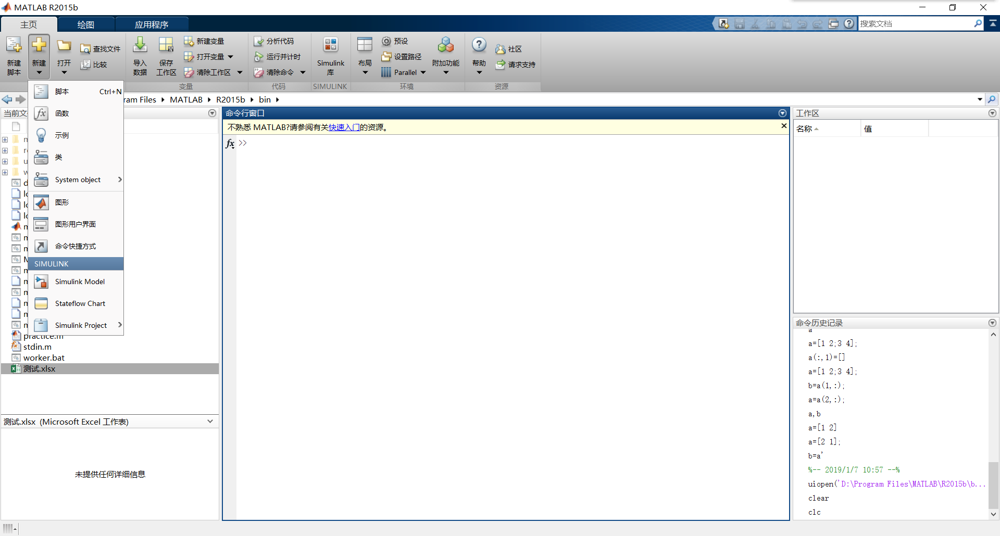 MATLAB R2015b
主页
绘图
应用程序
搜索文档
新建
脚本
新建
打开
查找文件
比较
导入
数据
保存
工作区
新建变量
打开变量
清除工作区
变量
分析代码
运行并计时
清除命令
代码
Simulink
库
SIMULINK
布局
预设
设置路径
Parallel
环境
附加功能
帮助
社区
请求支持
资源
脚本 Ctrl+N
函数
示例
类
System object
图形
图形用户界面
命令快捷方式
SIMULINK
Simulink Model
Stateflow Chart
Simulink Project
ram Files MATLAB R2015b bin
当前文
practice.m
stdin.m
worker.bat
测试.xlsx
测试.xlsx (Microsoft Excel 工作表)
未提供任何详细信息
命令行窗口
不熟悉 MATLAB?请参阅有关快速入门的资源。
fx >>
工作区
名称 值
命令历史记录
a
a=[1 2;3 4];
a(:,1)=[]
a=[1 2;3 4];
b=a(1,:);
a=a(2,:);
a,b
a=[1 2]
a=[2 1];
b=a'
%-- 2019/1/7 10:57 --%
uiopen('D:\Program Files\MATLAB\R2015b\b...
clear
clc